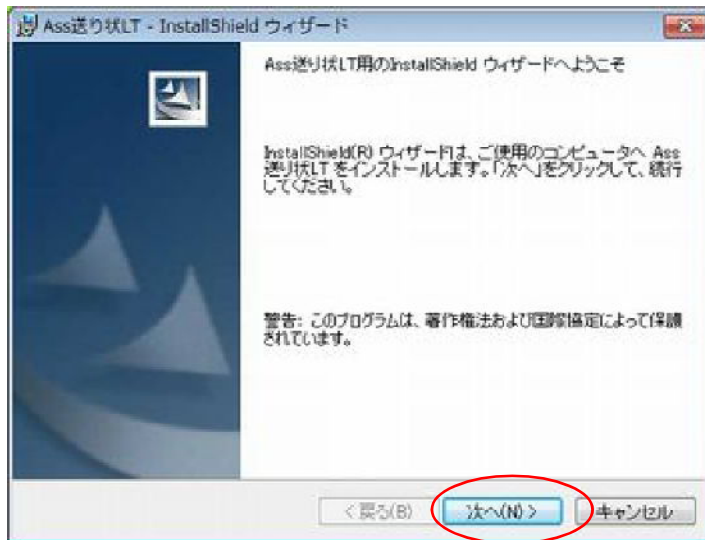 Ass送り状LT - InstallShield ウィザード
Ass送り状LT用のInstallShield ウィザードへようこそ
InstallShield(R) ウィザードは、ご使用のコンピュータへ Ass
送り状LT をインストールします。「次へ」をクリックして、続行
してください。
警告: このプログラムは、著作権法および国際協定によって保護
されています。
< 戻る(B)
次へ(N) >
キャンセル